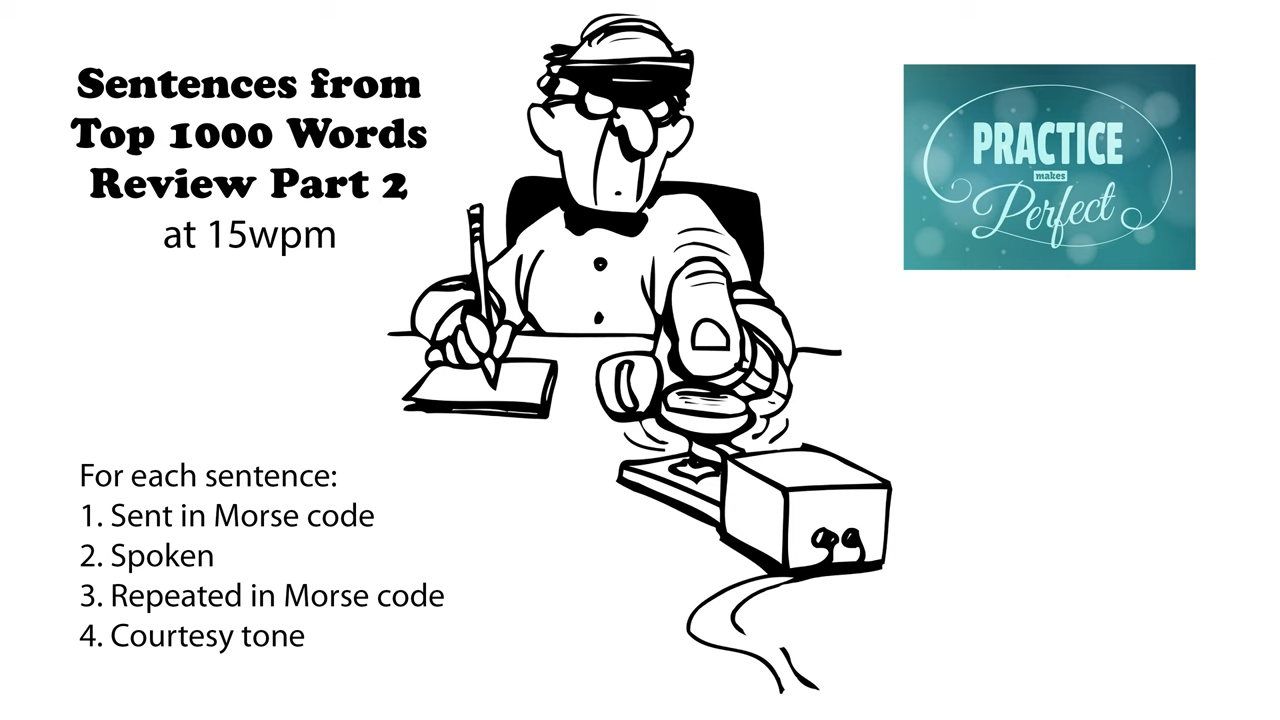 Sentences from
Top 1000 Words
Review Part 2
at 15wpm
PRACTICE
makes
Perfect
For each sentence:
1. Sent in Morse code
2. Spoken
3. Repeated in Morse code
4. Courtesy tone